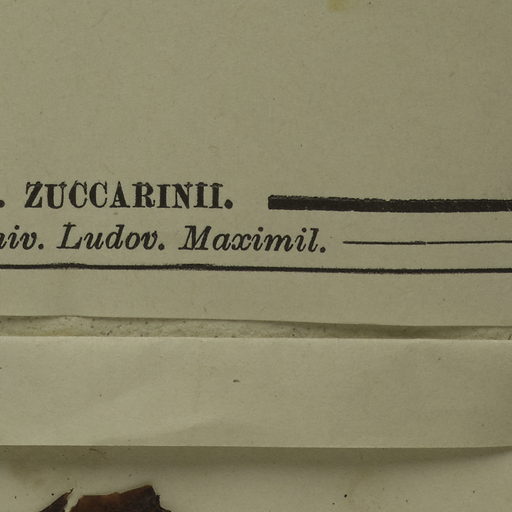 . ZUCCARINII.
niv. Ludov. Maximil.